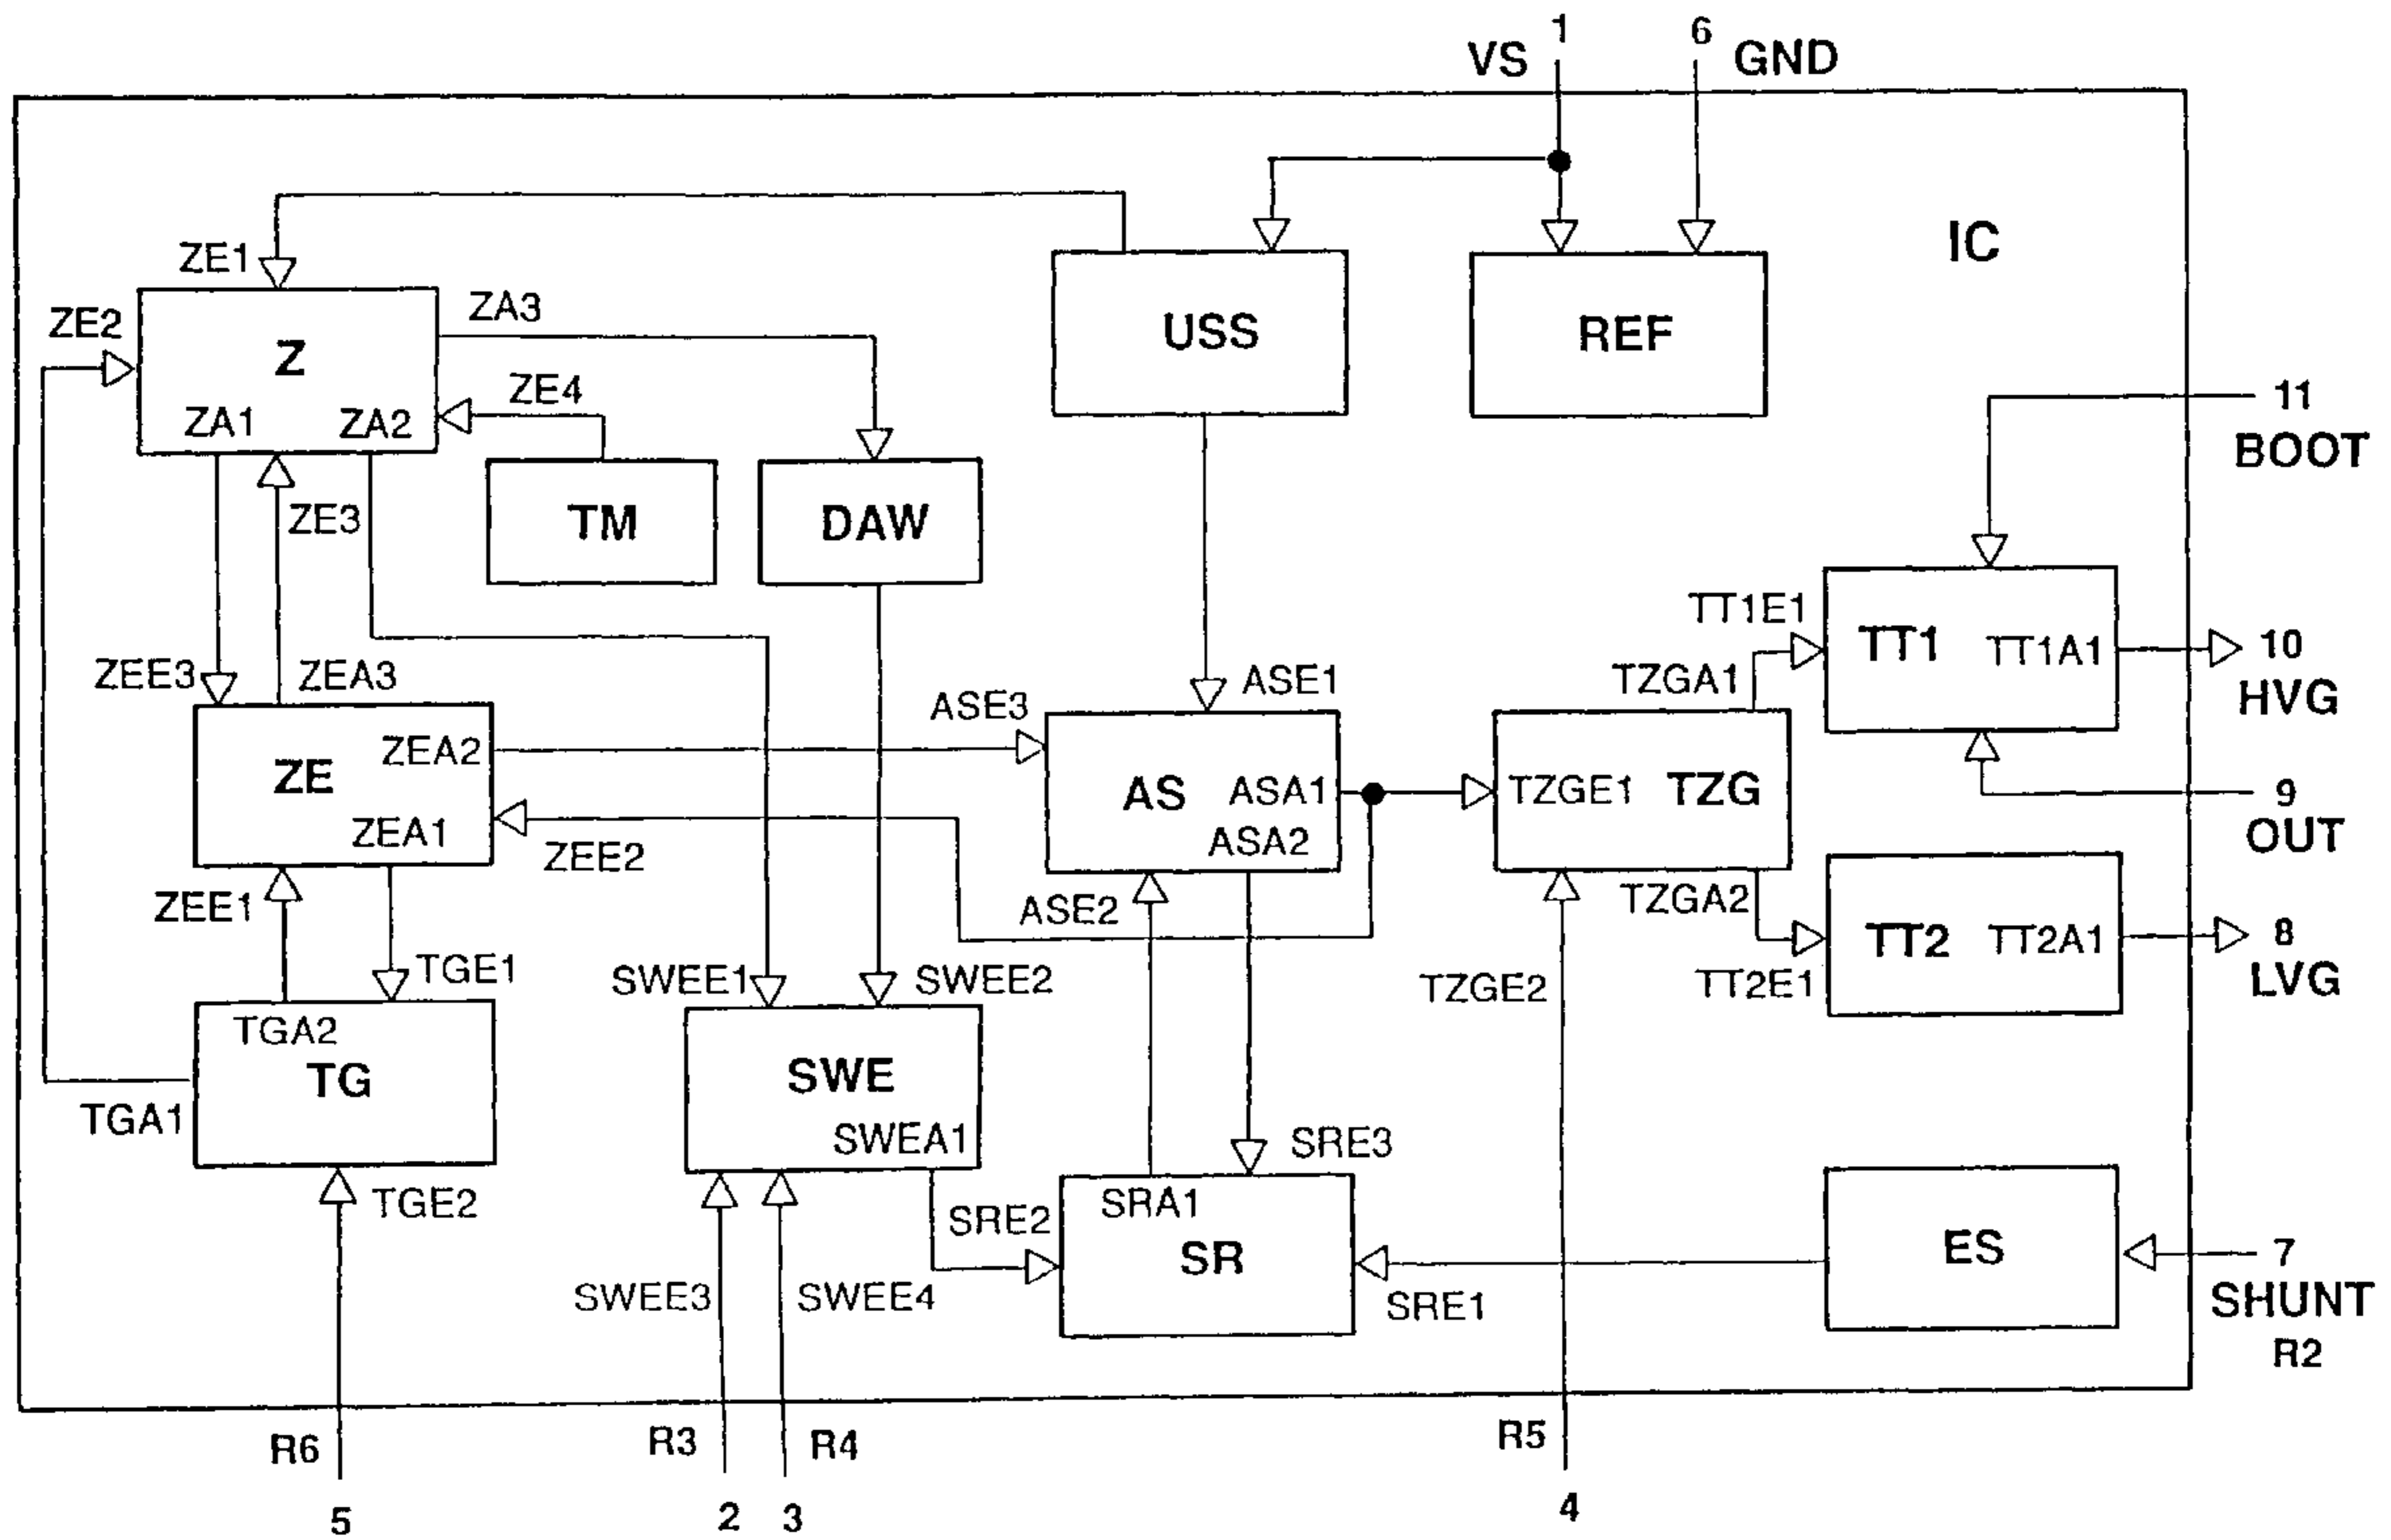 1
6
VS
GND
IC
ZE1
ZE2
ZA3
Z
USS
REF
ZE4
ZA1
ZA2
11
BOOT
ZE3
TM
DAW
TT1E1
TT1
TT1A1
10
HVG
ZEE3
ZEA3
ASE3
ASE1
TZGA1
ZEA2
ZE
AS
ASA1
TZGE1
TZG
9
OUT
ZEA1
ZEE2
ASA2
ZEE1
ASE2
TZGA2
TT2
TT2A1
8
LVG
TGE1
SWEE1
SWEE2
TZGE2
TT2E1
TGA2
TG
SWE
TGA1
SWEA1
SRE3
TGE2
SRA1
SRE2
SR
ES
7
SHUNT
R2
SWEE3
SWEE4
SRE1
R6
R3
R4
R5
5
2
3
4